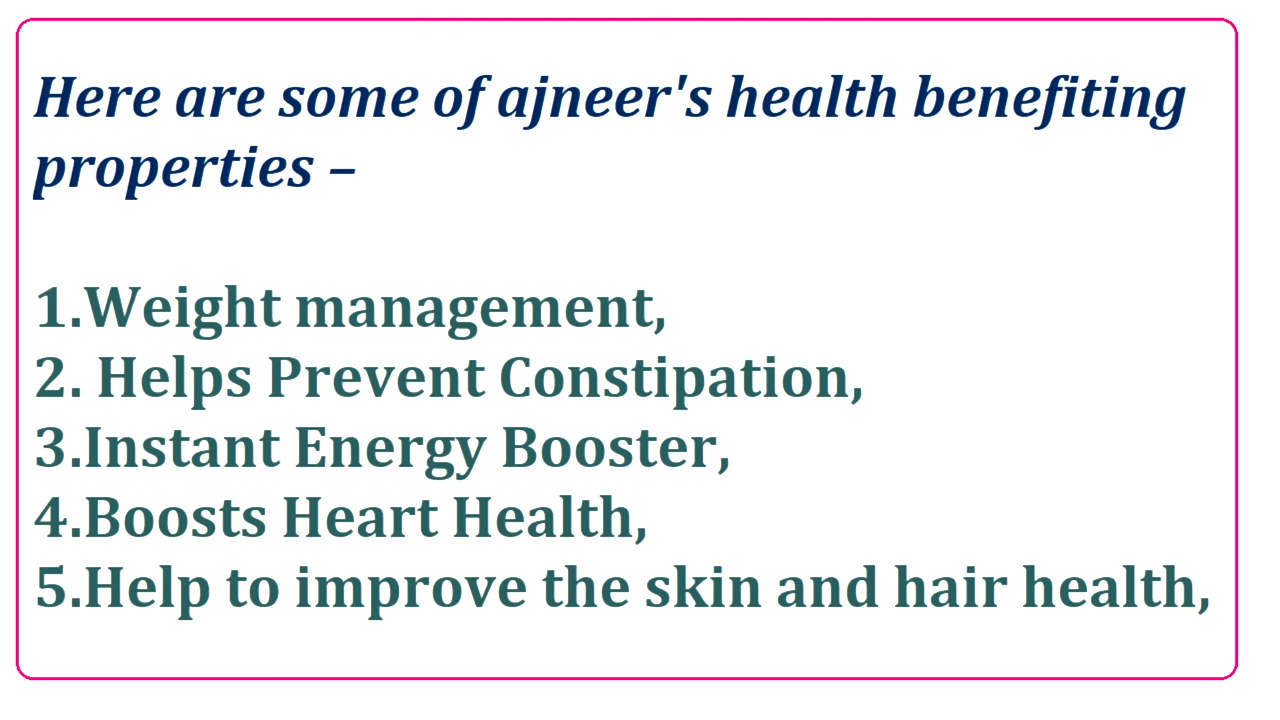 Here are some of ajneer's health benefiting
properties –
1.Weight management,
2. Helps Prevent Constipation,
3.Instant Energy Booster,
4.Boosts Heart Health,
5.Help to improve the skin and hair health,